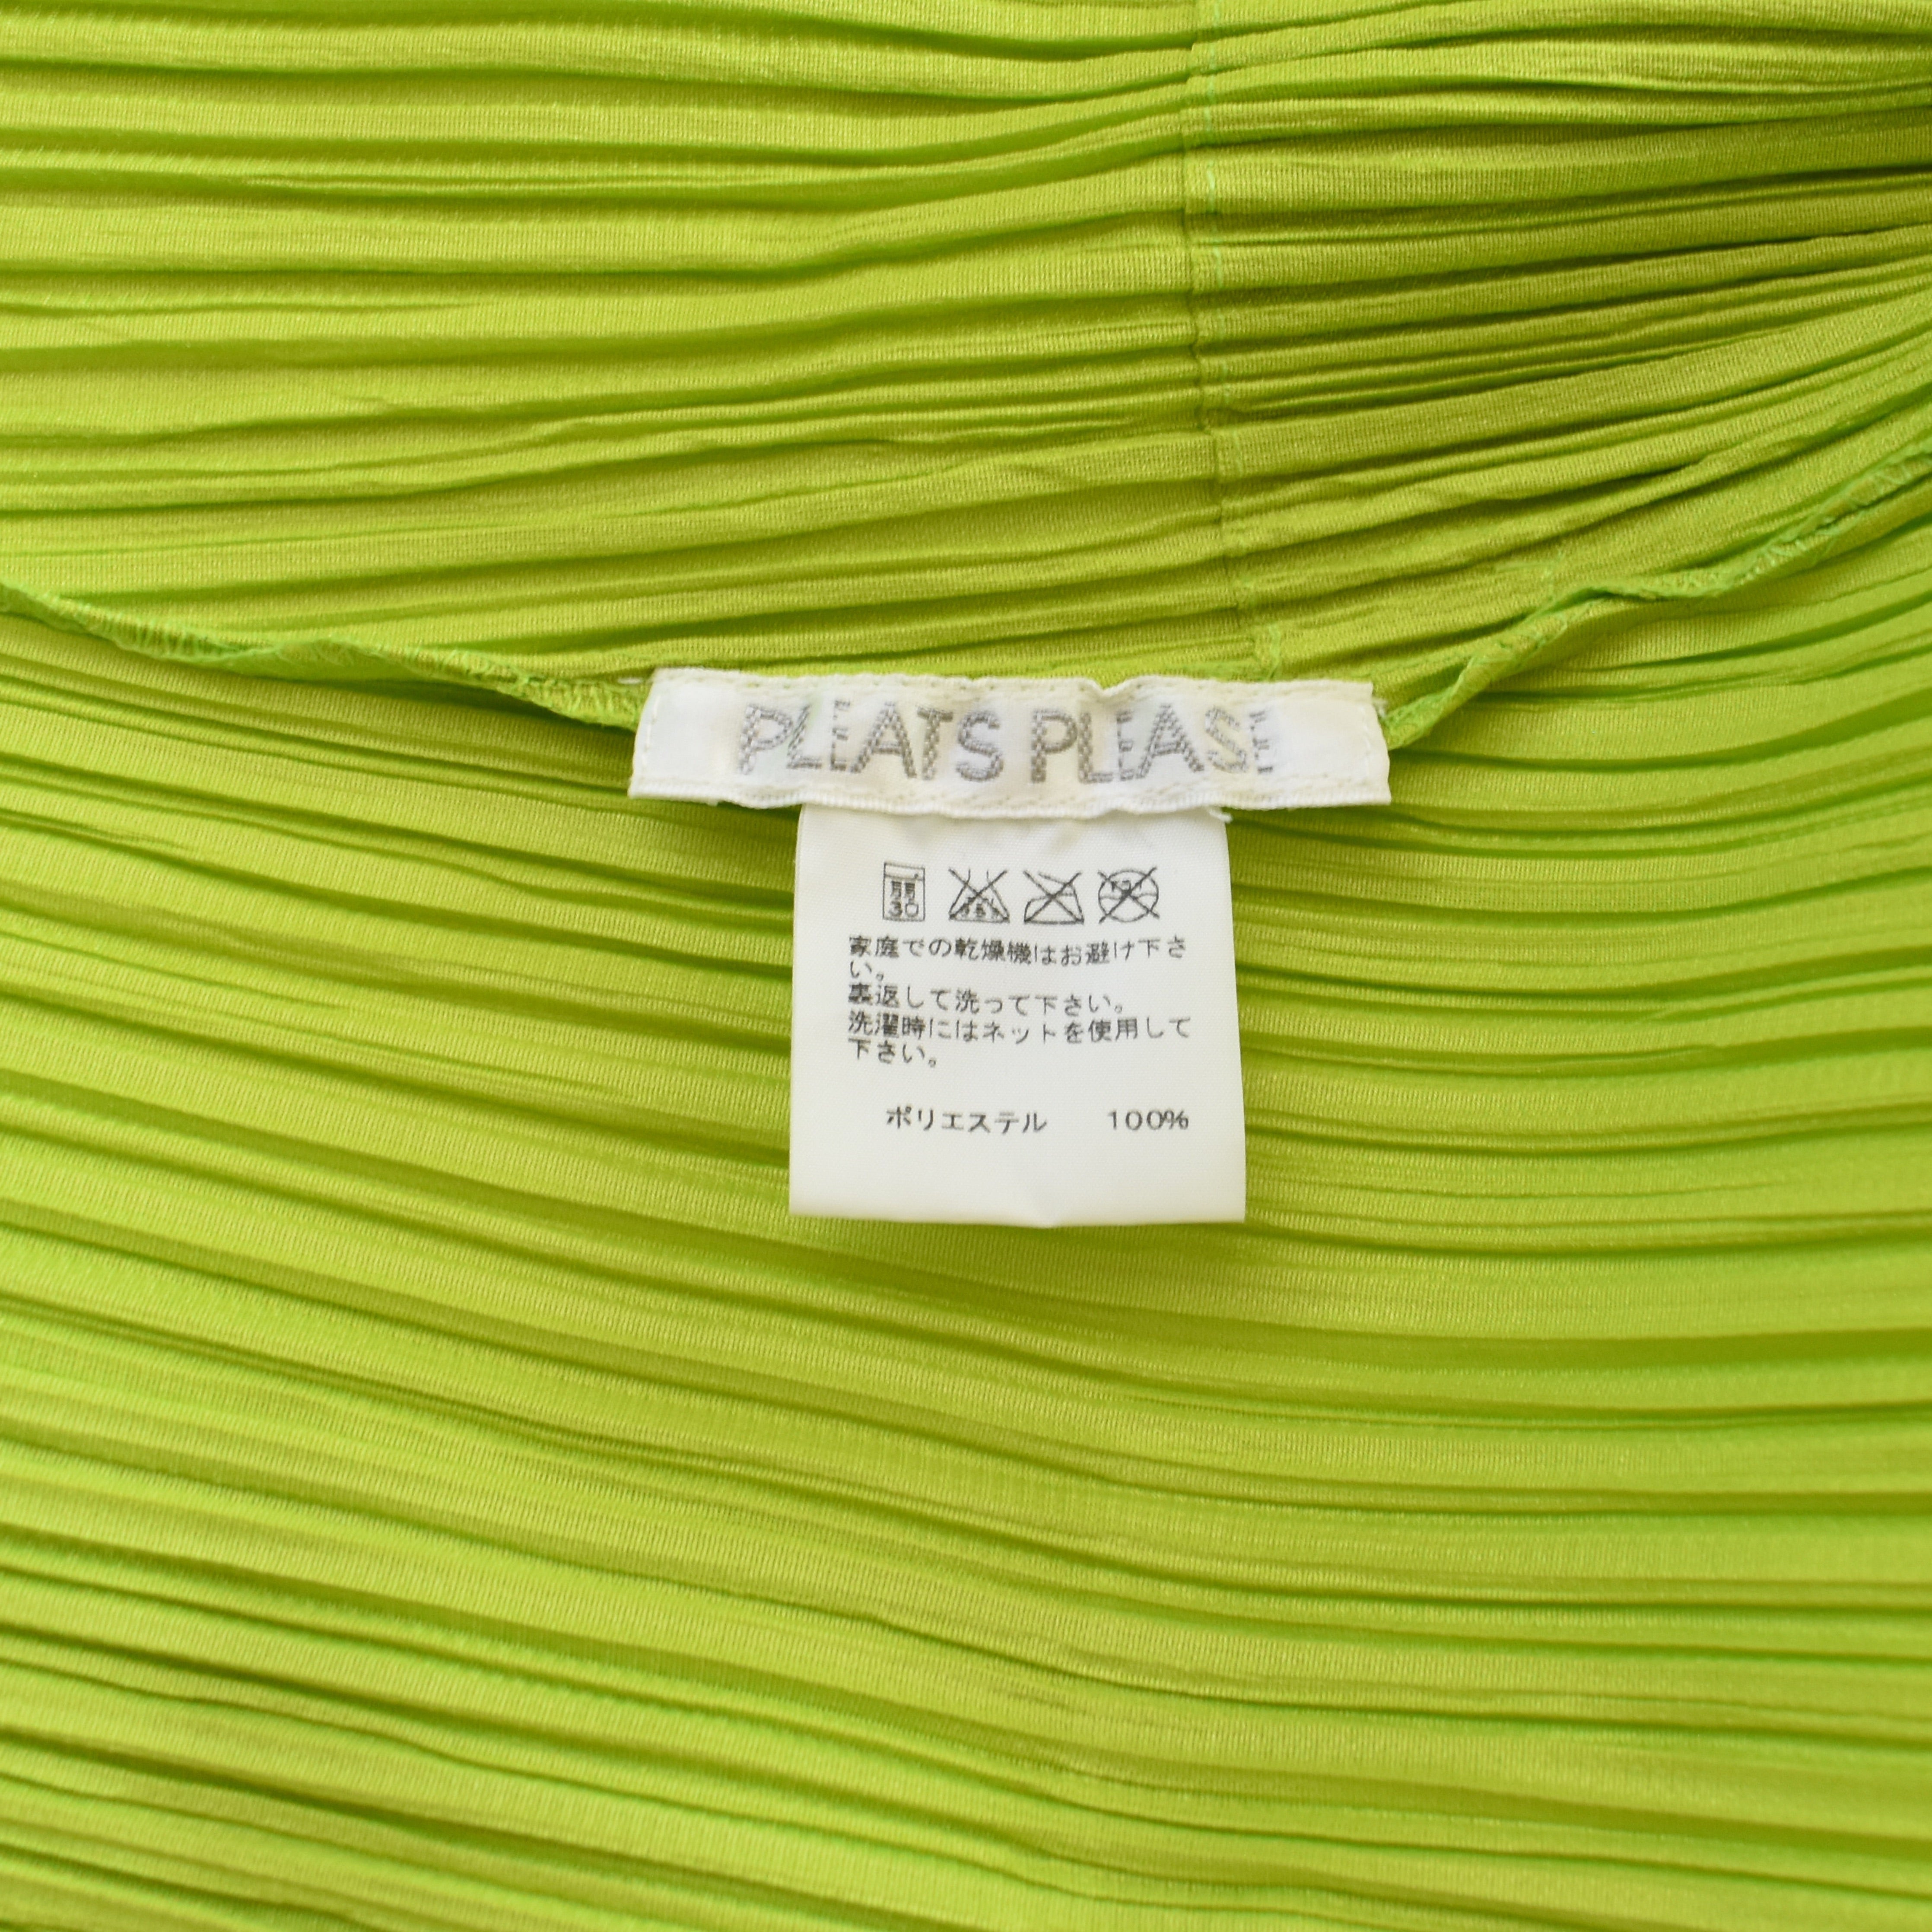 PLEATS PLEASE
30
家庭での乾燥機はお避け下さ
い。
裏返して洗って下さい。
洗濯時にはネットを使用して
下さい。
ポリエステル 100%